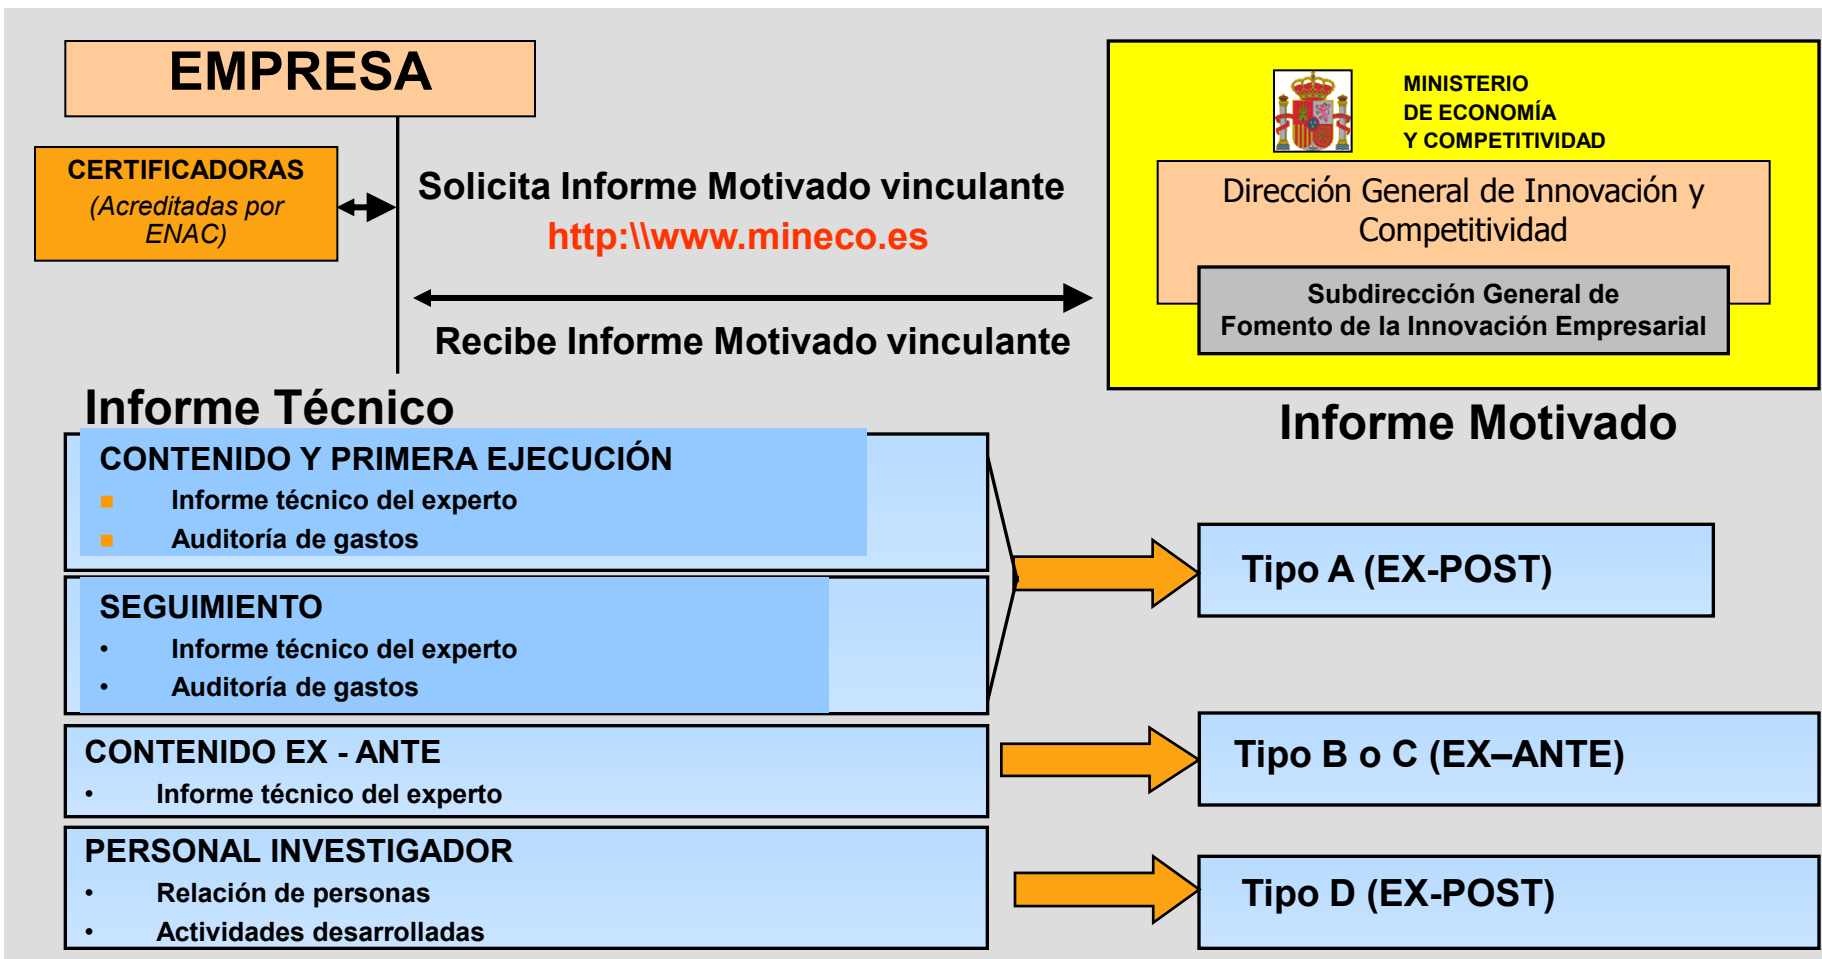 EMPRESA
CERTIFICADORAS
(Acreditadas por
ENAC)
Solicita Informe Motivado vinculante
http:\\www.mineco.es
Recibe Informe Motivado vinculante
MINISTERIO
DE ECONOMÍA
Y COMPETITIVIDAD
Dirección General de Innovación y
Competitividad
Subdirección General de
Fomento de la Innovación Empresarial
Informe Técnico
Informe Motivado
CONTENIDO Y PRIMERA EJECUCIÓN
■ Informe técnico del experto
■ Auditoría de gastos
SEGUIMIENTO
• Informe técnico del experto
• Auditoría de gastos
Tipo A (EX-POST)
CONTENIDO EX - ANTE
• Informe técnico del experto
Tipo B o C (EX–ANTE)
PERSONAL INVESTIGADOR
• Relación de personas
• Actividades desarrolladas
Tipo D (EX-POST)